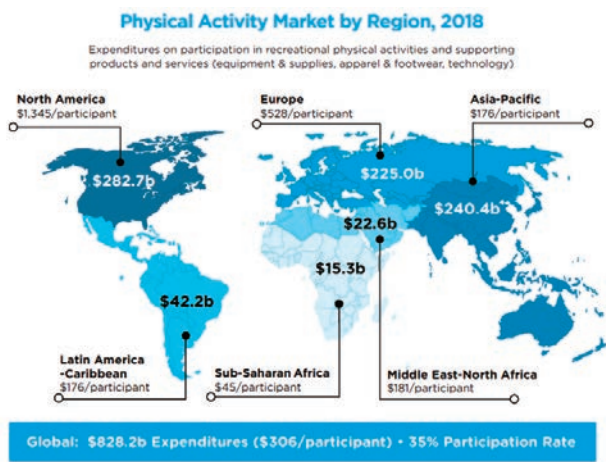 Physical Activity Market by Region, 2018
Expenditures on participation in recreational physical activities and supporting
products and services (equipment & supplies, apparel & footwear, technology)
North America
$1,345/participant
Europe
$528/participant
Asia-Pacific
$176/participant
$282.7b
$225.0b
$240.4b
$22.6b
$15.3b
$42.2b
Latin America
-Caribbean
$176/participant
Sub-Saharan Africa
$45/participant
Middle East-North Africa
$181/participant
Global: $828.2b Expenditures ($306/participant) • 35% Participation Rate